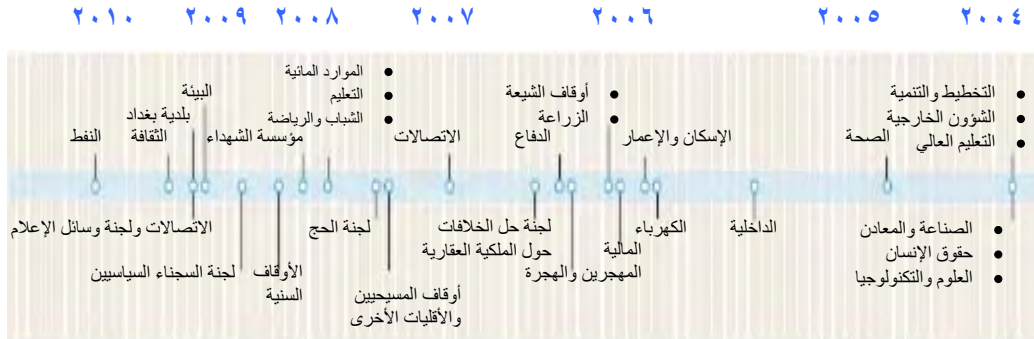 ٢٠٠٤
٢٠٠٥
٢٠٠٦
٢٠٠٧
٢٠٠٨
٢٠٠٩
٢٠١٠
• التخطيط والتنمية
• الشؤون الخارجية
• التعليم العالي
الصحة
الإسكان والإعمار
• أوقاف الشيعة
• الزراعة
الدفاع
الاتصالات
• الموارد المائية
• التعليم
• الشباب والرياضة
مؤسسة الشهداء
البيئة
بلدية بغداد
الثقافة
النفط
• الصناعة والمعادن
• حقوق الإنسان
• العلوم والتكنولوجيا
الداخلية
الكهرباء
المالية
المهجرين والهجرة
لجنة حل الخلافات
حول الملكية العقارية
أوقاف المسيحيين
والأقليات الأخرى
لجنة الحج
الأوقاف
السنية
لجنة السجناء السياسيين
الاتصالات ولجنة وسائل الإعلام